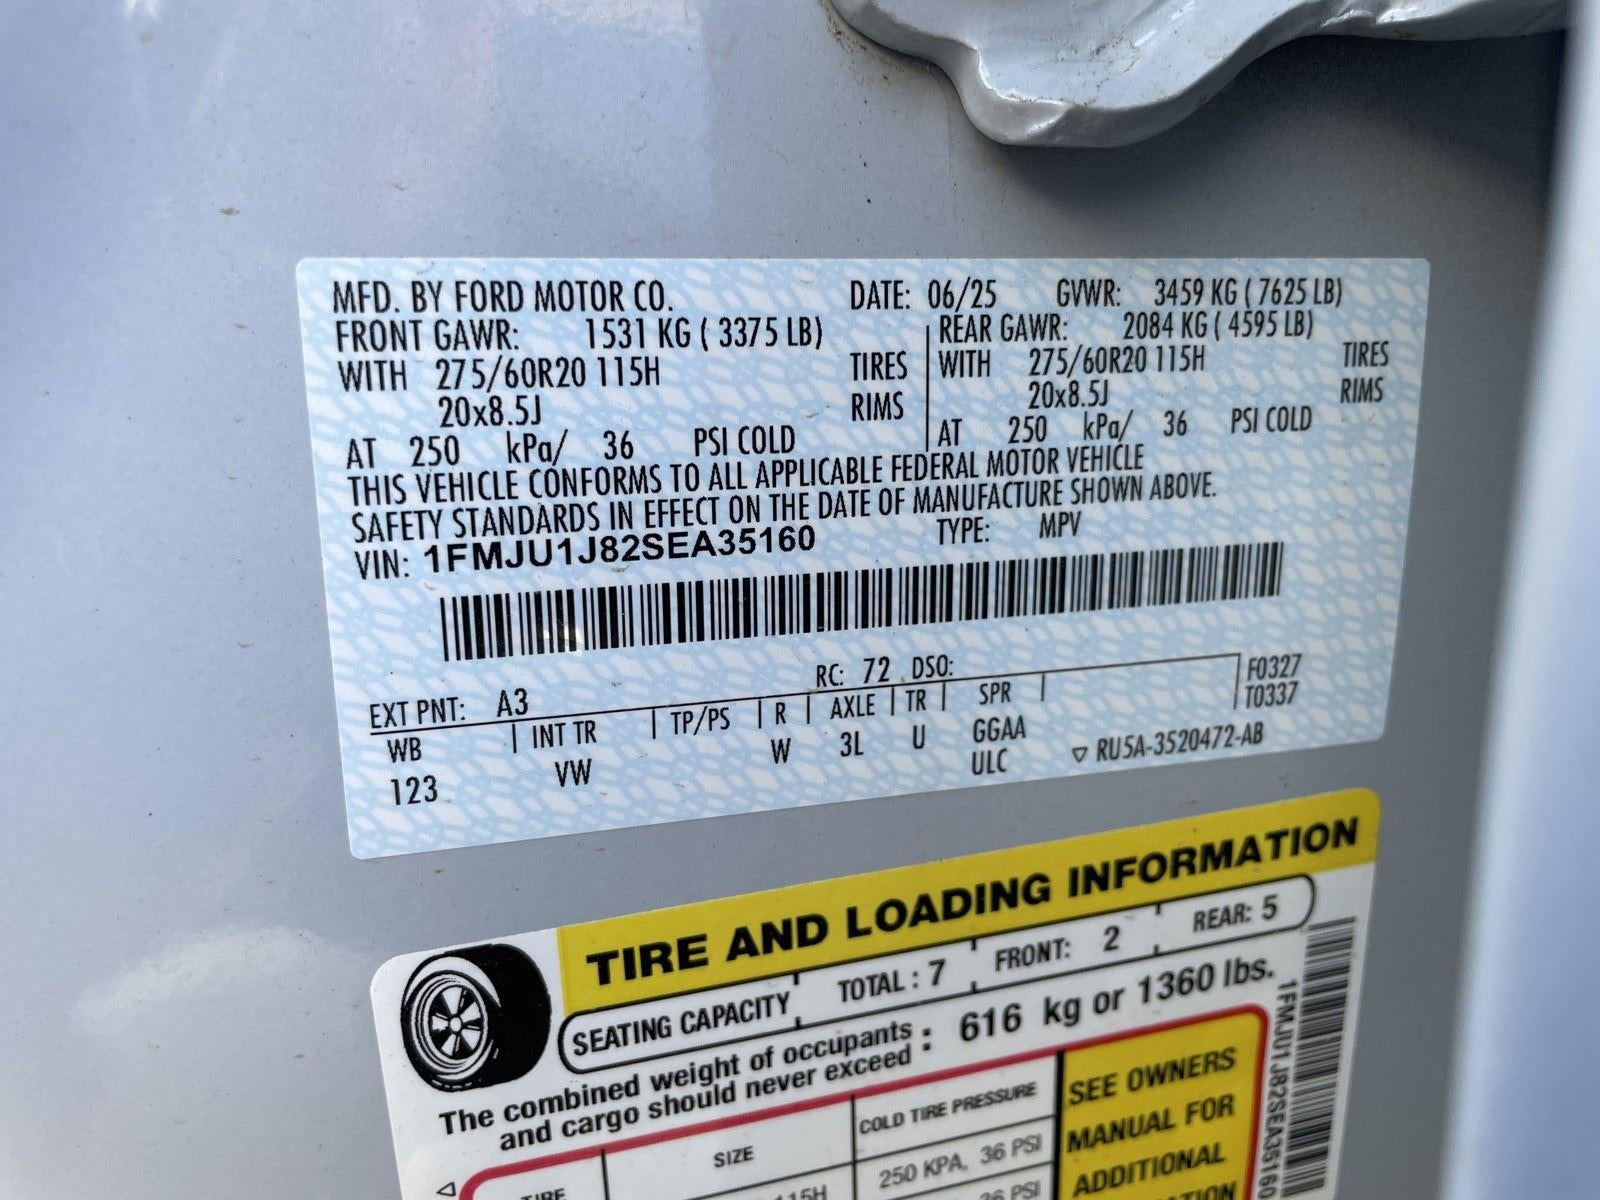 MFD. BY FORD MOTOR CO. DATE: 06/25 GVWR: 3459 KG ( 7625 LB)
FRONT GAWR: 1531 KG ( 3375 LB) REAR GAWR: 2084 KG ( 4595 LB)
WITH 275/60R20 115H TIRES WITH 275/60R20 115H TIRES
20x8.5J RIMS 20x8.5J RIMS
AT 250 kPa/ 36 PSI COLD AT 250 kPa/ 36 PSI COLD
THIS VEHICLE CONFORMS TO ALL APPLICABLE FEDERAL MOTOR VEHICLE
SAFETY STANDARDS IN EFFECT ON THE DATE OF MANUFACTURE SHOWN ABOVE.
VIN: 1FMJU1J82SEA35160 TYPE: MPV
EXT PNT: A3 RC: 72 DSO: F0327
WB INT TR TP/PS R AXLE TR SPR T0337
123 VW W 3L U GGAA
ULC ▽ RU5A-3520472-AB
TIRE AND LOADING INFORMATION
SEATING CAPACITY TOTAL : 7 FRONT: 2 REAR: 5
The combined weight of occupants
and cargo should never exceed : 616 kg or 1360 lbs.
TIRE SIZE COLD TIRE PRESSURE
115H 250 KPA, 36 PSI
36 PSI
SEE OWNERS
MANUAL FOR
ADDITIONAL
1FMJU1J82SEA35160